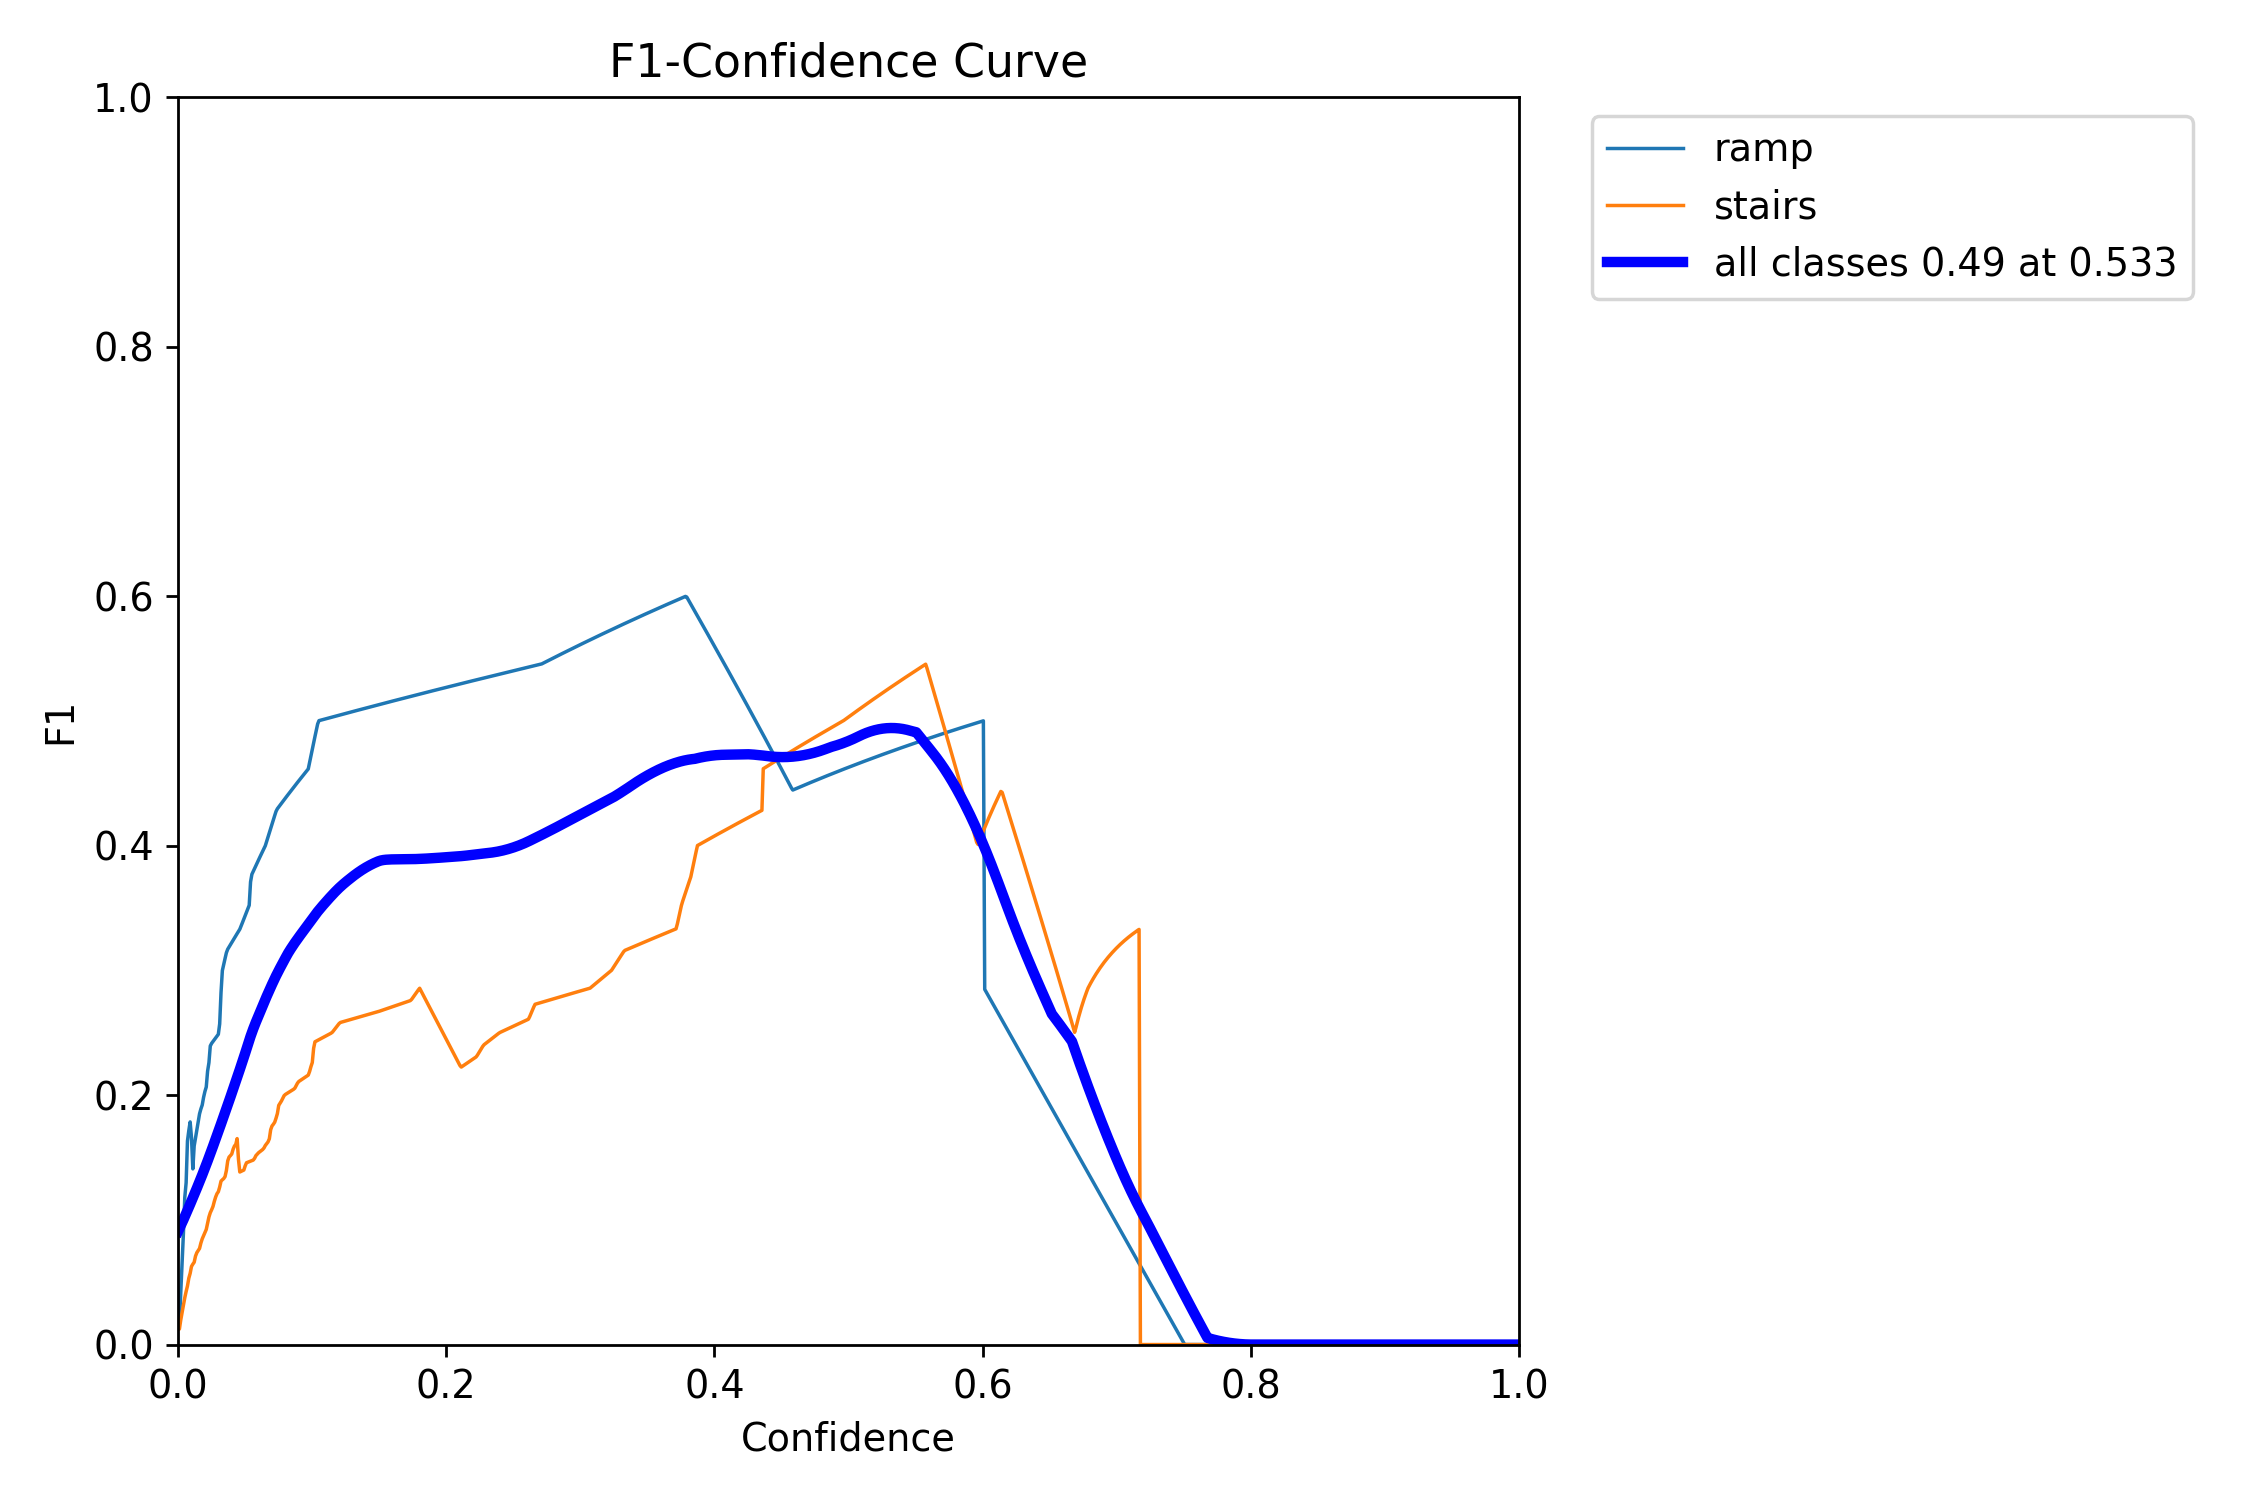 F1-Confidence Curve
1.0
0.8
0.6
0.4
0.2
0.0
F1
0.0 0.2 0.4 0.6 0.8 1.0
Confidence
ramp
stairs
all classes 0.49 at 0.533